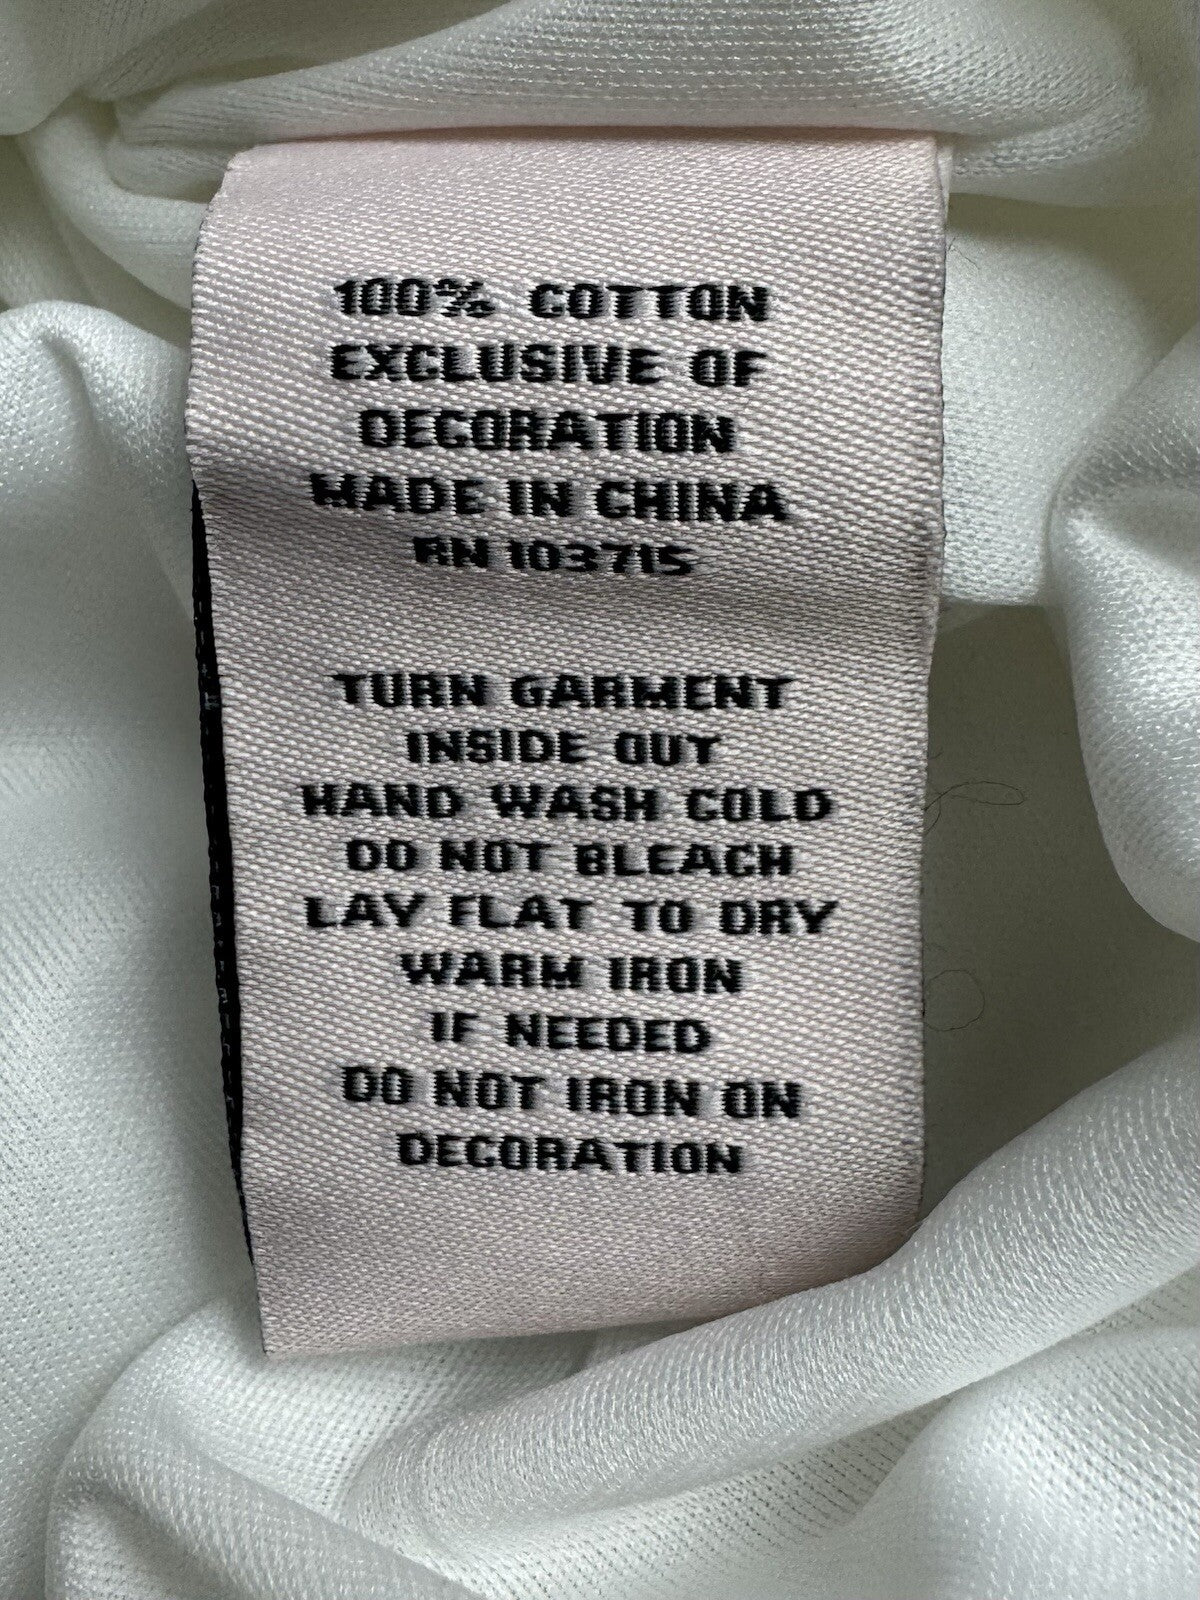 100% COTTON
EXCLUSIVE OF
DECORATION
MADE IN CHINA
RN 103715
TURN GARMENT
INSIDE OUT
HAND WASH COLD
DO NOT BLEACH
LAY FLAT TO DRY
WARM IRON
IF NEEDED
DO NOT IRON ON
DECORATION